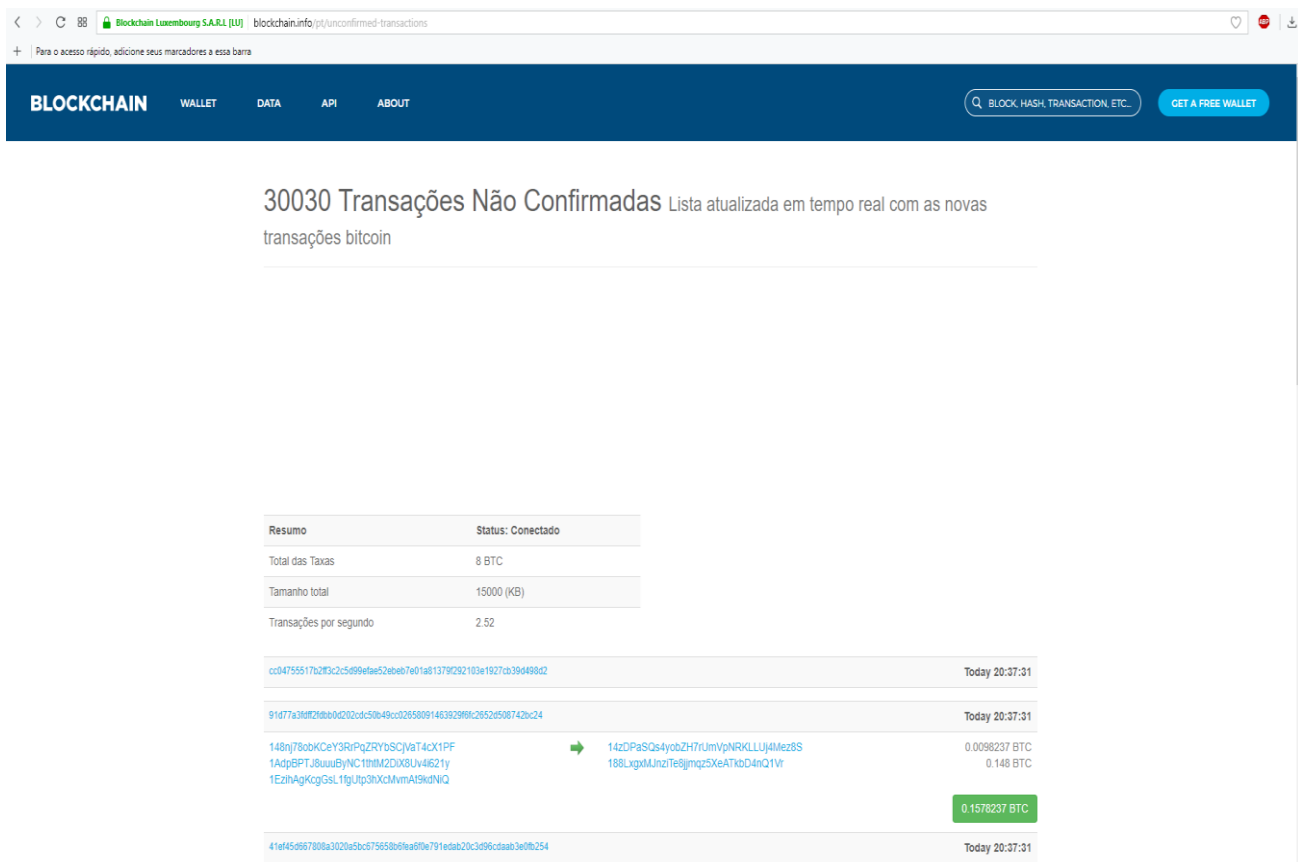 Blockchain Luxembourg S.A.R.L [LU] blockchain.info/pt/unconfirmed-transactions
Para o acesso rápido, adicione seus marcadores a essa barra
BLOCKCHAIN WALLET DATA API ABOUT BLOCK, HASH, TRANSACTION, ETC... GET A FREE WALLET
30030 Transações Não Confirmadas Lista atualizada em tempo real com as novas
transações bitcoin
Resumo Status: Conectado
Total das Taxas 8 BTC
Tamanho total 15000 (KB)
Transações por segundo 2.52
cc04755517b2ff3c2c5d99efae52ebeb7e01a81379f292103e1927cb39d498d2 Today 20:37:31
91d77a3fdff2fdbb0d202cdc50b49cc02658091463929f6fc2652d508742bc24 Today 20:37:31
148nj78obKCeY3RrPqZRYbSCjVaT4cX1PF 14zDPaSQs4yobZH7rUmVpNRKLLUj4Mez8S 0.0098237 BTC
1AdpBPTJ8uuuByNC1thtM2DiX8Uv4i621y 188LxgxMJnziTe8jjmqz5XeATkbD4nQ1Vr 0.148 BTC
1EzihAgKcgGsL1fgUtp3hXcMvmAt9kdNiQ
0.1578237 BTC
41ef45d667808a3020a5bc675658b6fea6f0e791edab20c3d96cdaab3e0fb254 Today 20:37:31